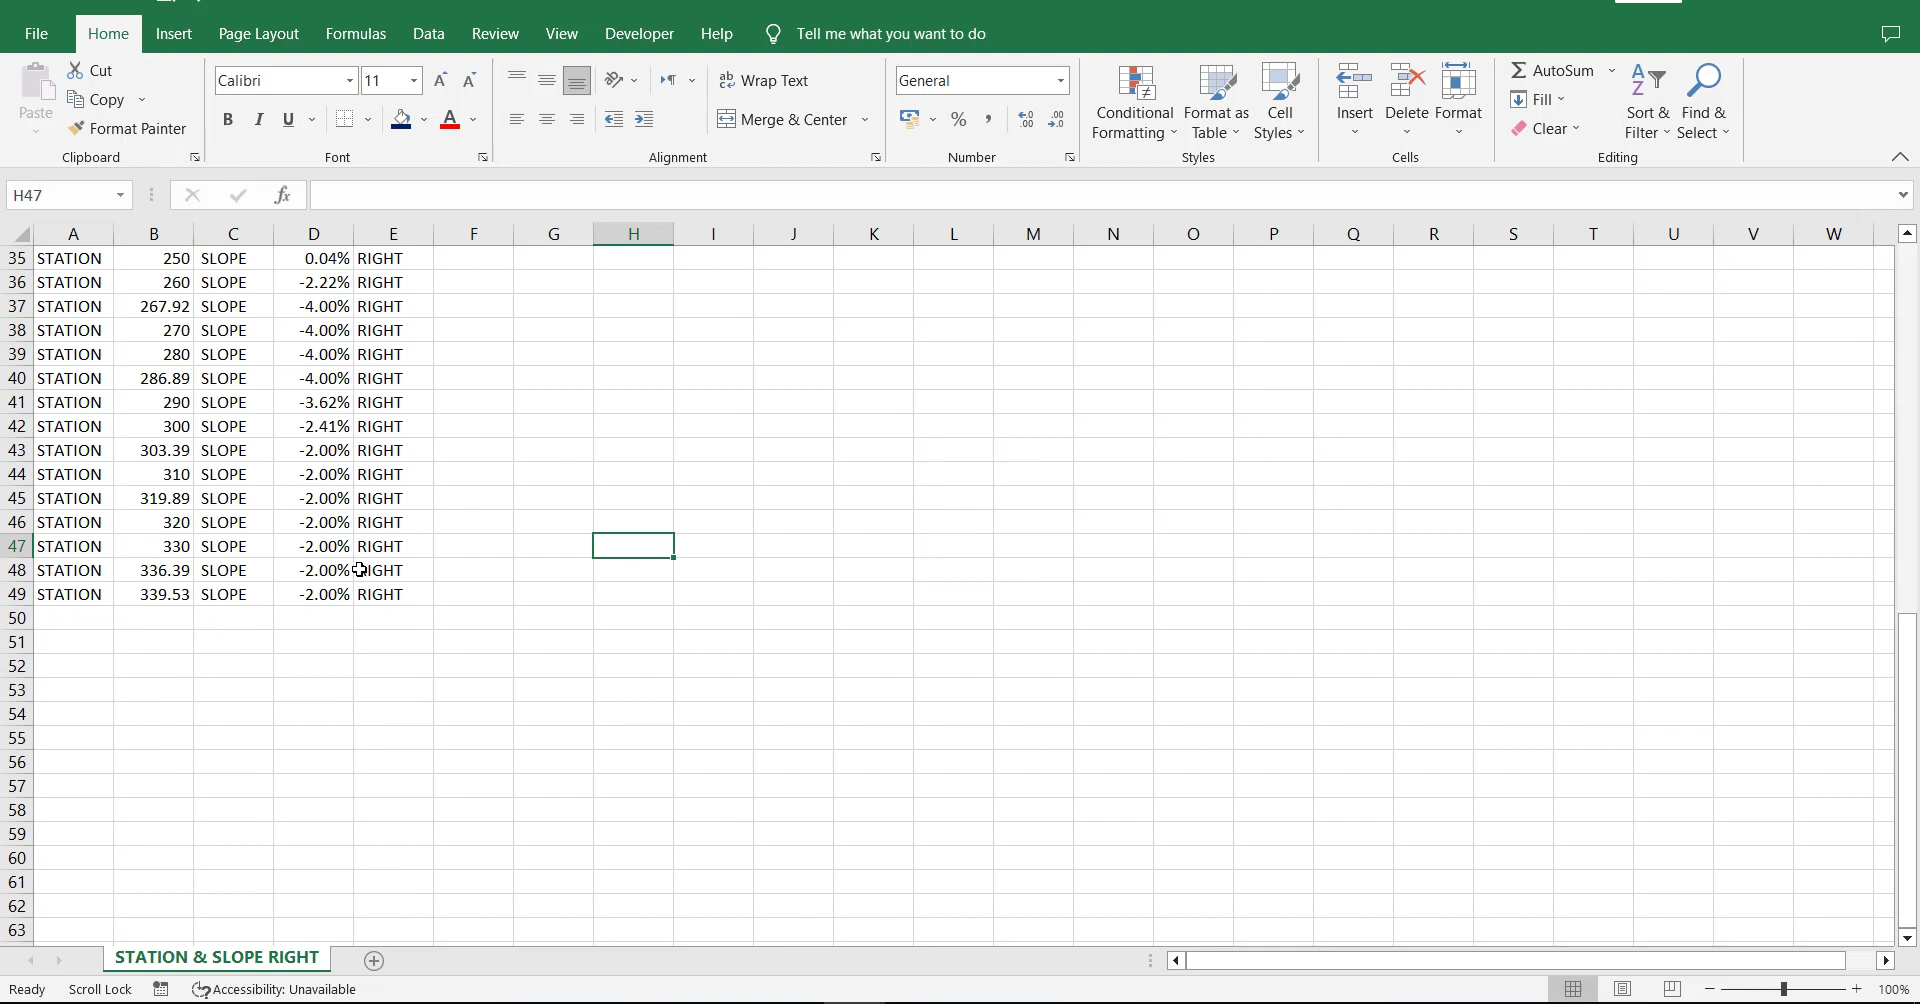 File Home Insert Page Layout Formulas Data Review View Developer Help Tell me what you want to do
Paste Cut Copy Format Painter Clipboard
Calibri 11 B I U Font
Wrap Text Merge & Center Alignment
General % , Number
Conditional Formatting Format as Table Cell Styles Styles
Insert Delete Format Cells
AutoSum Fill Clear Sort & Filter Find & Select Editing
H47 fx
A B C D E F G H I J K L M N O P Q R S T U V W
35 STATION 250 SLOPE 0.04% RIGHT
36 STATION 260 SLOPE -2.22% RIGHT
37 STATION 267.92 SLOPE -4.00% RIGHT
38 STATION 270 SLOPE -4.00% RIGHT
39 STATION 280 SLOPE -4.00% RIGHT
40 STATION 286.89 SLOPE -4.00% RIGHT
41 STATION 290 SLOPE -3.62% RIGHT
42 STATION 300 SLOPE -2.41% RIGHT
43 STATION 303.39 SLOPE -2.00% RIGHT
44 STATION 310 SLOPE -2.00% RIGHT
45 STATION 319.89 SLOPE -2.00% RIGHT
46 STATION 320 SLOPE -2.00% RIGHT
47 STATION 330 SLOPE -2.00% RIGHT
48 STATION 336.39 SLOPE -2.00% RIGHT
49 STATION 339.53 SLOPE -2.00% RIGHT
50
51
52
53
54
55
56
57
58
59
60
61
62
63
STATION & SLOPE RIGHT
Ready Scroll Lock Accessibility: Unavailable 100%